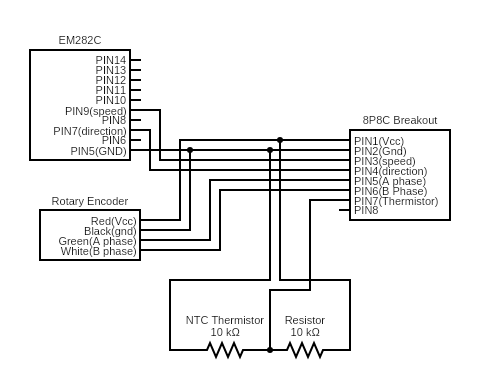 EM282C
PIN14
PIN13
PIN12
PIN11
PIN10
PIN9(speed)
PIN8
PIN7(direction)
PIN6
PIN5(GND)
8P8C Breakout
PIN1(Vcc)
PIN2(Gnd)
PIN3(speed)
PIN4(direction)
PIN5(A phase)
PIN6(B Phase)
PIN7(Thermistor)
PIN8
Rotary Encoder
Red(Vcc)
Black(gnd)
Green(A phase)
White(B phase)
NTC Thermistor
10 kΩ
Resistor
10 kΩ